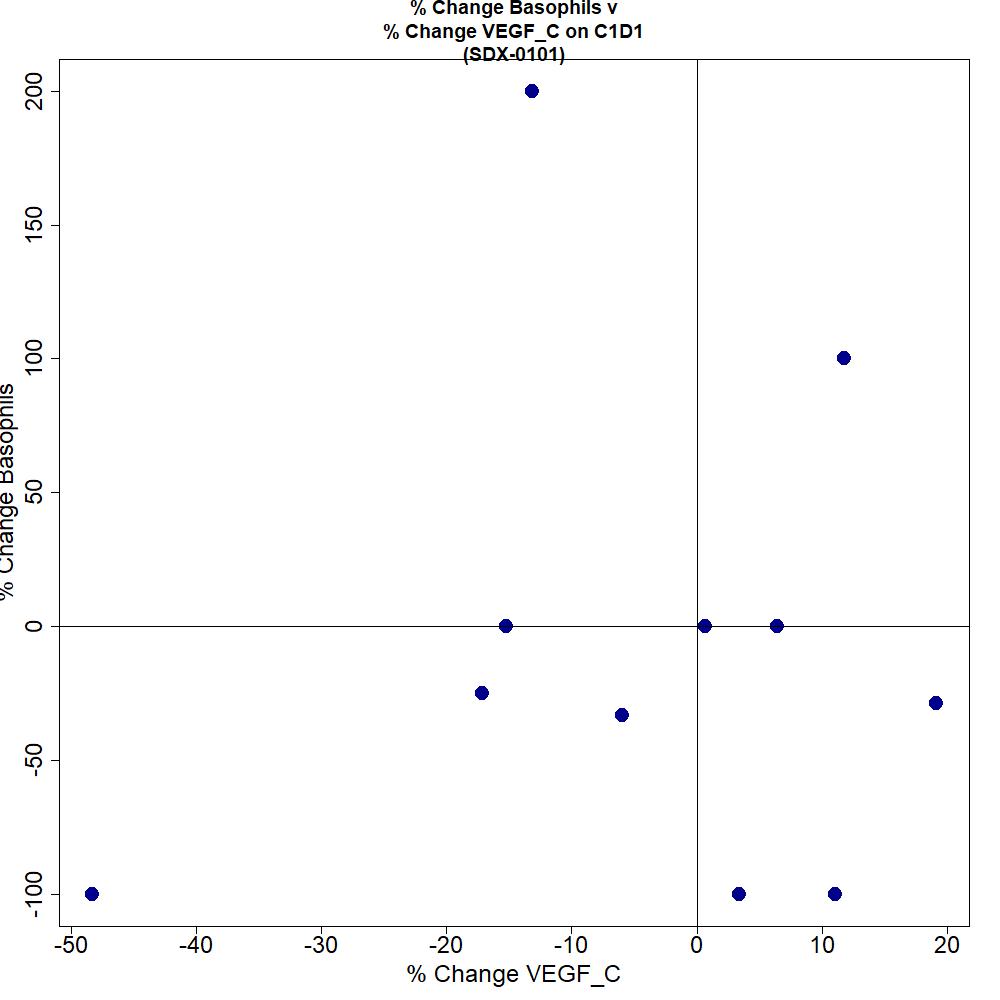 % Change Basophils v
% Change VEGF_C on C1D1
(SDX-0101)
200
150
100
50
0
-50
-100
% Change Basophils
-50 -40 -30 -20 -10 0 10 20
% Change VEGF_C